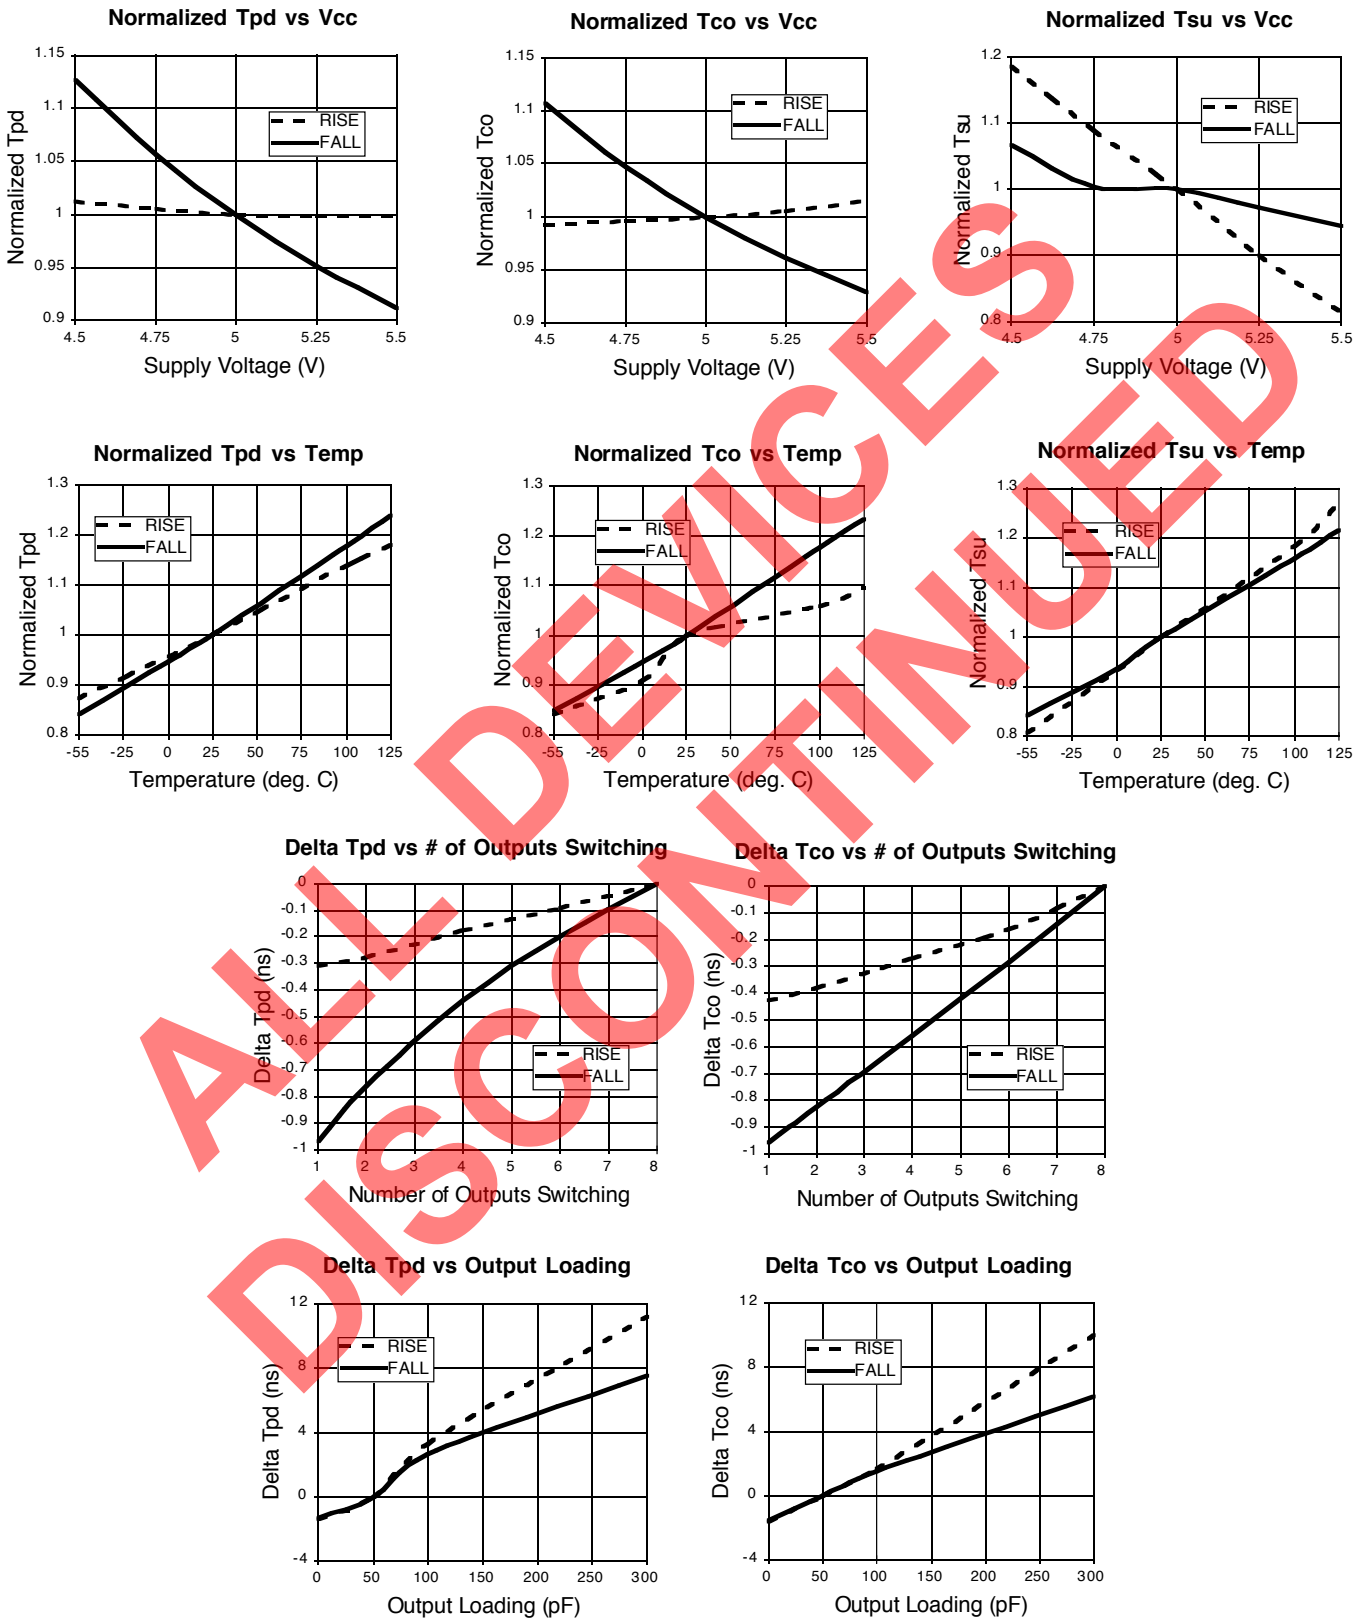 Normalized Tpd vs Vcc
Normalized Tpd
1.15
1.1
1.05
1
0.95
0.9
RISE
FALL
4.5 4.75 5 5.25 5.5
Supply Voltage (V)
Normalized Tco vs Vcc
Normalized Tco
1.15
1.1
1.05
1
0.95
0.9
RISE
FALL
4.5 4.75 5 5.25 5.5
Supply Voltage (V)
Normalized Tsu vs Vcc
Normalized Tsu
1.2
1.1
1
0.9
0.8
RISE
FALL
4.5 4.75 5 5.25 5.5
Supply Voltage (V)
Normalized Tpd vs Temp
Normalized Tpd
1.3
1.2
1.1
1
0.9
0.8
RISE
FALL
-55 -25 0 25 50 75 100 125
Temperature (deg. C)
Normalized Tco vs Temp
Normalized Tco
1.3
1.2
1.1
1
0.9
0.8
RISE
FALL
-55 -25 0 25 50 75 100 125
Temperature (deg. C)
Normalized Tsu vs Temp
Normalized Tsu
1.3
1.2
1.1
1
0.9
0.8
RISE
FALL
-55 -25 0 25 50 75 100 125
Temperature (deg. C)
Delta Tpd vs # of Outputs Switching
Delta Tpd (ns)
0
-0.1
-0.2
-0.3
-0.4
-0.5
-0.6
-0.7
-0.8
-0.9
-1
RISE
FALL
1 2 3 4 5 6 7 8
Number of Outputs Switching
Delta Tco vs # of Outputs Switching
Delta Tco (ns)
0
-0.1
-0.2
-0.3
-0.4
-0.5
-0.6
-0.7
-0.8
-0.9
-1
RISE
FALL
1 2 3 4 5 6 7 8
Number of Outputs Switching
Delta Tpd vs Output Loading
Delta Tpd (ns)
12
8
4
0
-4
RISE
FALL
0 50 100 150 200 250 300
Output Loading (pF)
Delta Tco vs Output Loading
Delta Tco (ns)
12
8
4
0
-4
RISE
FALL
0 50 100 150 200 250 300
Output Loading (pF)
ALL DEVICES
DISCONTINUED